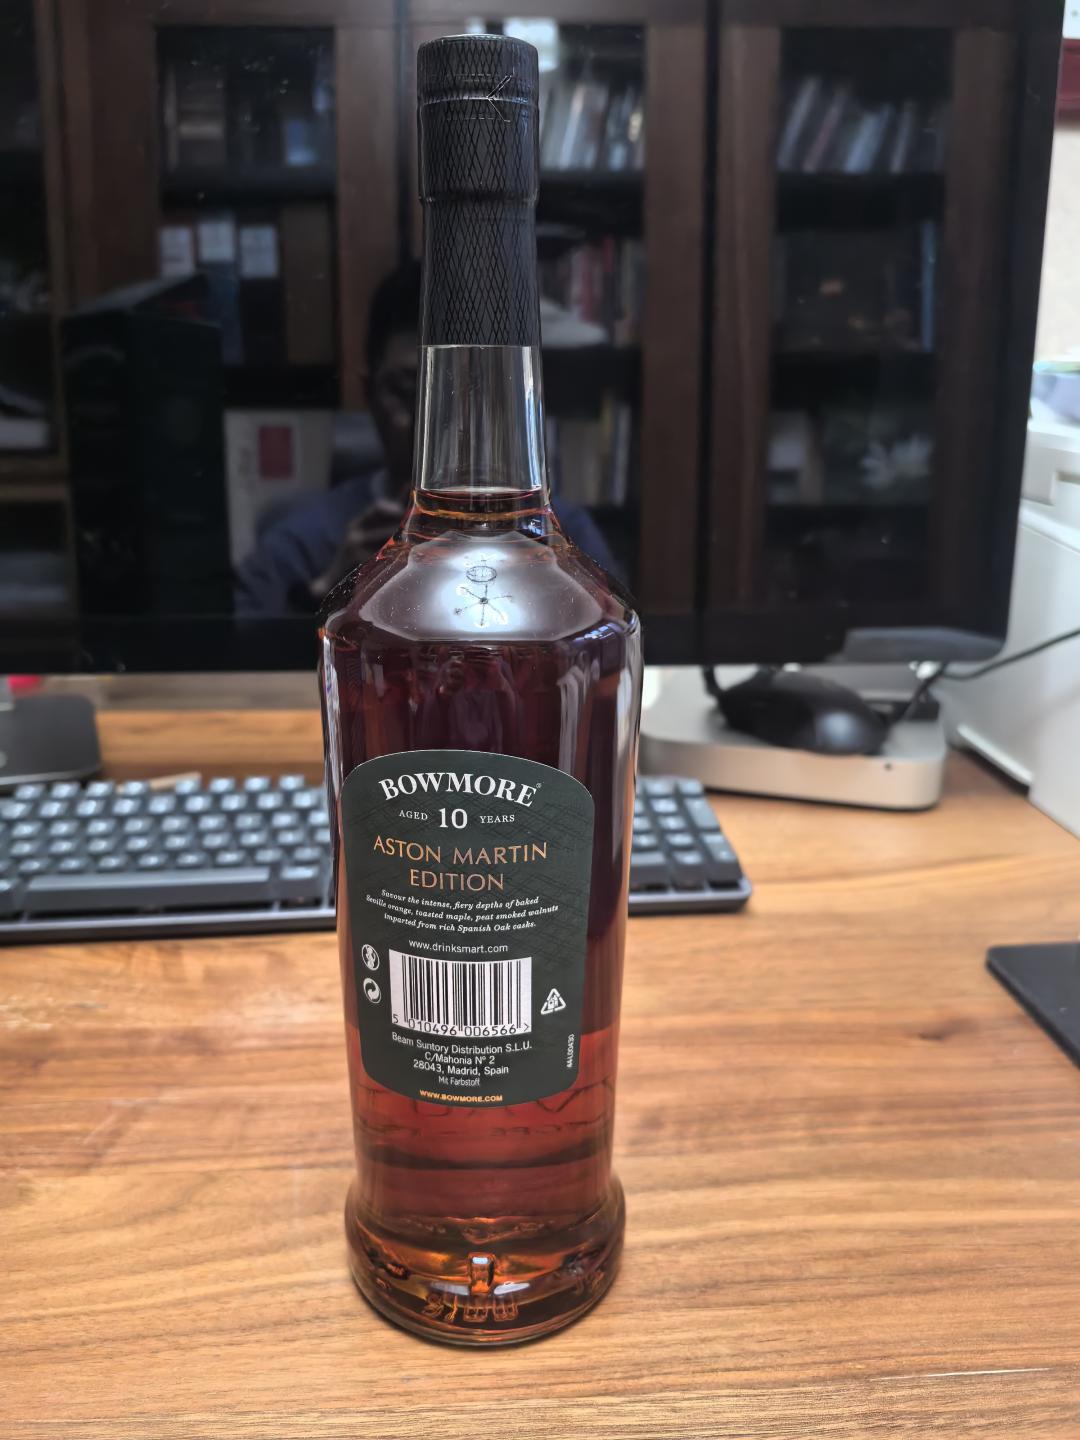 BOWMORE®
AGED 10 YEARS
ASTON MARTIN
EDITION
Savour the intense, fiery depths of baked
Seville orange, toasted maple, peat smoked walnuts
imparted from rich Spanish Oak casks.
www.drinksmart.com
5 010496 006566 >
Beam Suntory Distribution S.L.U.
C/Mahonia Nº 2
28043, Madrid, Spain
Mit Farbstoff
WWW.BOWMORE.COM